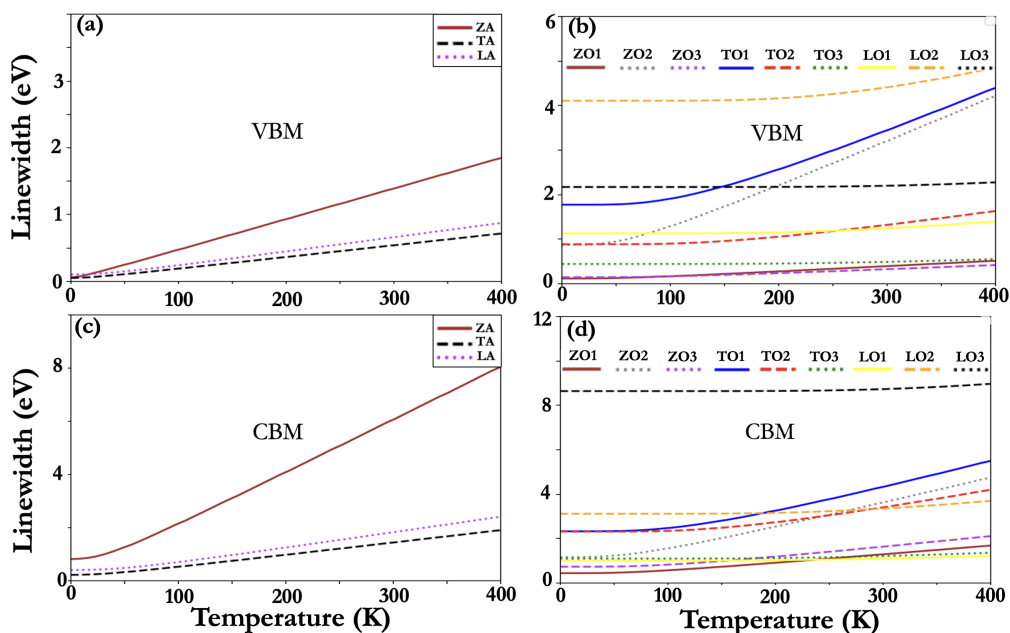 (a)
ZA
TA
LA
3
2
1
0
VBM
Linewidth (eV)
0 100 200 300 400
(b)
6
4
2
0
ZO1 ZO2 ZO3 TO1 TO2 TO3 LO1 LO2 LO3
VBM
0 100 200 300 400
(c)
ZA
TA
LA
8
4
0
CBM
Linewidth (eV)
0 100 200 300 400
Temperature (K)
(d)
12
8
4
0
ZO1 ZO2 ZO3 TO1 TO2 TO3 LO1 LO2 LO3
CBM
0 100 200 300 400
Temperature (K)